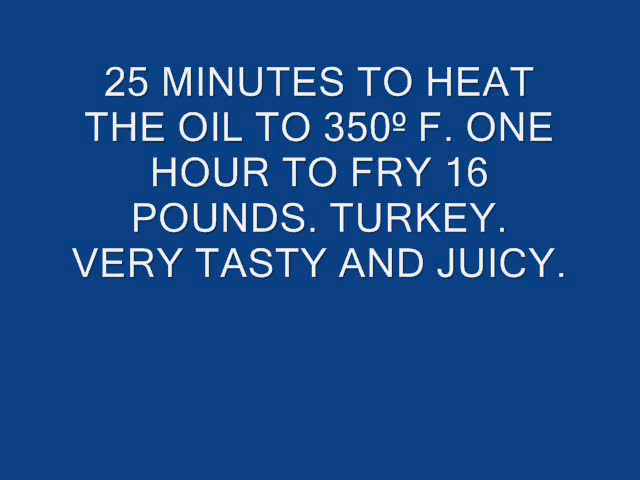 25 MINUTES TO HEAT
THE OIL TO 350º F. ONE
HOUR TO FRY 16
POUNDS. TURKEY.
VERY TASTY AND JUICY.